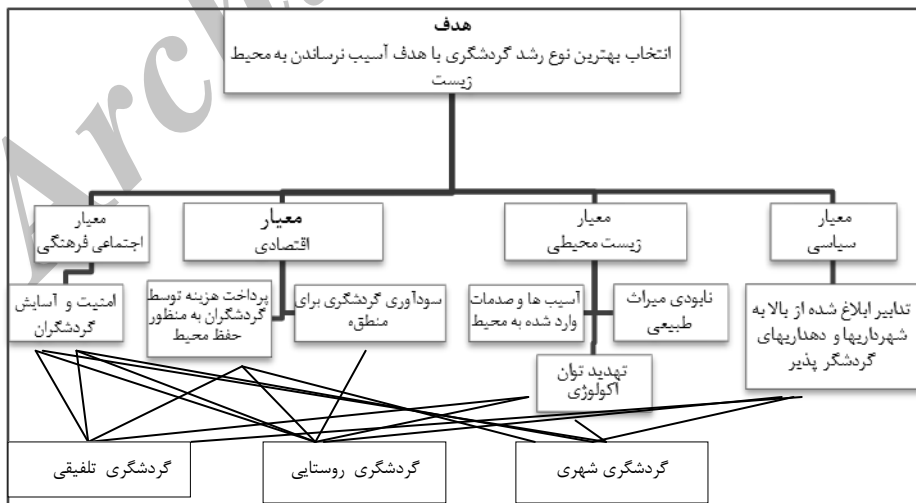 هدف
انتخاب بهترین نوع رشد گردشگری با هدف آسیب نرساندن به محیط
زیست
معیار
سیاسی
معیار
زیست محیطی
معیار
اقتصادی
معیار
اجتماعی فرهنگی
تدابیر ابلاغ شده از بالا به
شهرداریها و دهداریهای
گردشگر پذیر
نابودی میراث
طبیعی
آسیب ها و صدمات
وارد شده به محیط
تهدید توان
اکولوژی
سودآوری گردشگری برای
منطقه
پرداخت هزینه توسط
گردشگران به منظور
حفظ محیط
امنیت و آسایش
گردشگران
گردشگری شهری
گردشگری روستایی
گردشگری تلفیقی